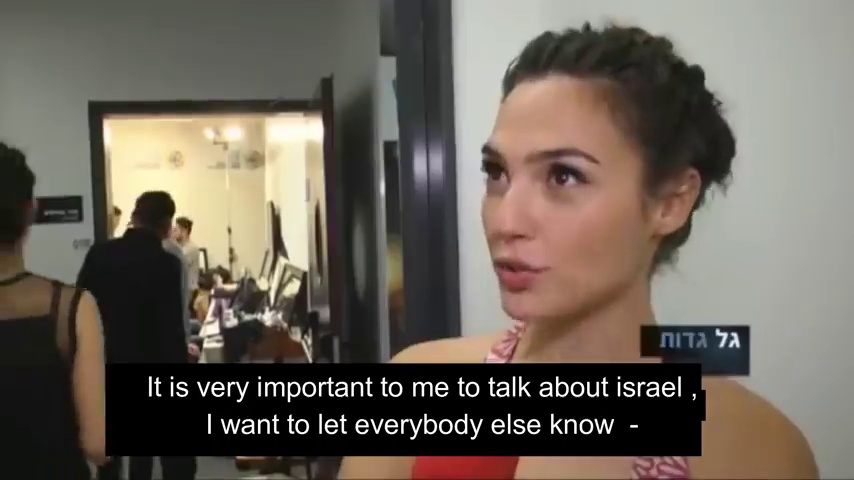 גל גדות
It is very important to me to talk about israel ,
I want to let everybody else know -